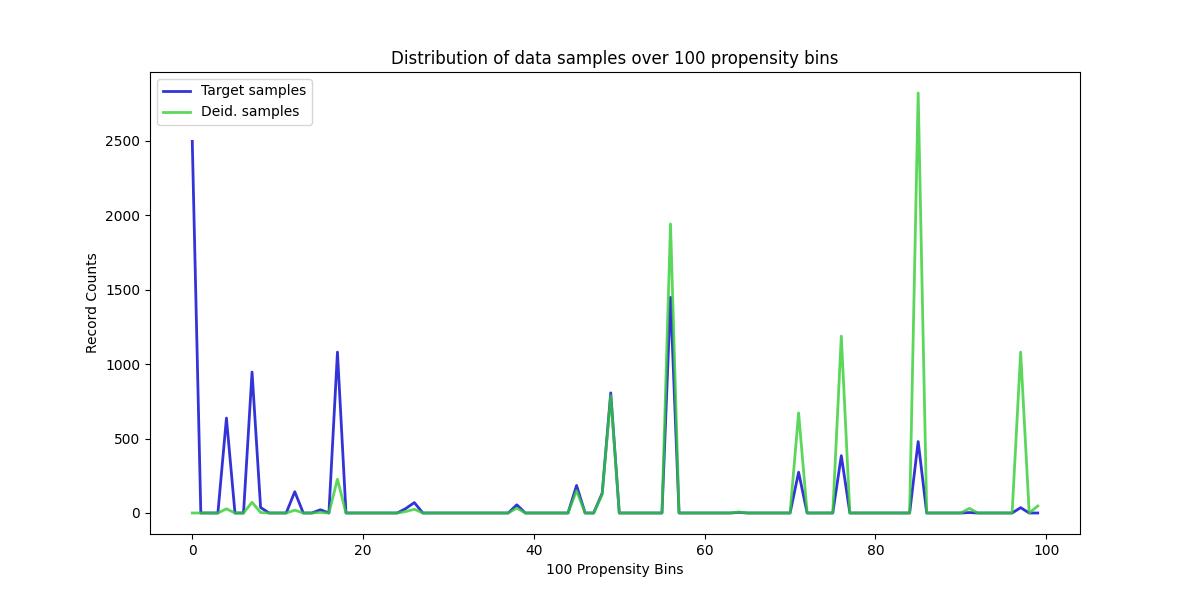 Distribution of data samples over 100 propensity bins
Target samples
Deid. samples
2500
2000
1500
1000
500
0
Record Counts
0 20 40 60 80 100
100 Propensity Bins